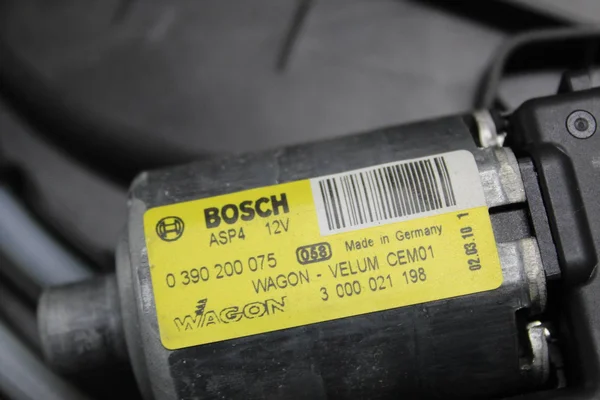 BOSCH
ASP4 12V
0 390 200 075
058 Made in Germany
WAGON - VELUM CEM01
3 000 021 198
WAGON
02.03.10 1